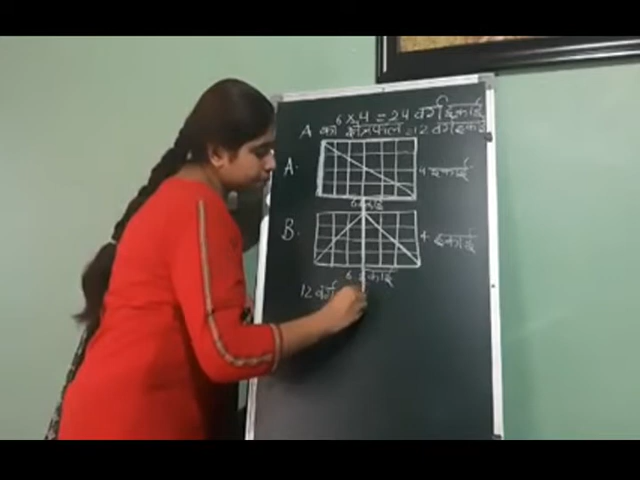 6 × 4 = 24 वर्ग इकाई
A का क्षेत्रफल = 12 वर्ग इकाई
A.
4 इकाई
6 इकाई
B.
4 इकाई
6 इकाई
12 वर्ग